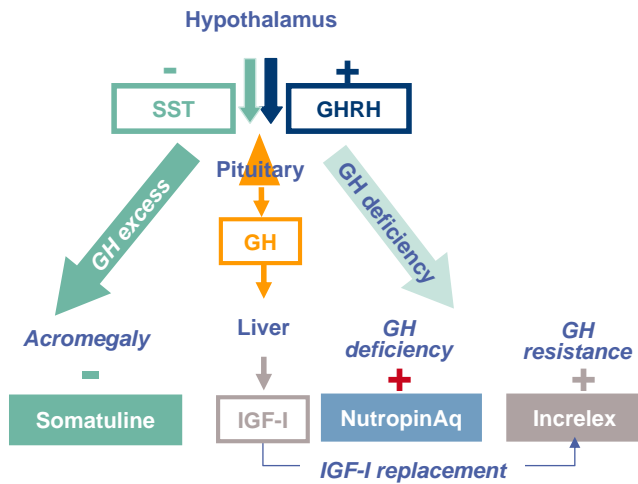 Hypothalamus
- +
SST GHRH
Pituitary
GH excess
GH deficiency
GH
Acromegaly
Liver
GH
deficiency
GH
resistance
- + +
Somatuline IGF-I NutropinAq Increlex
IGF-I replacement